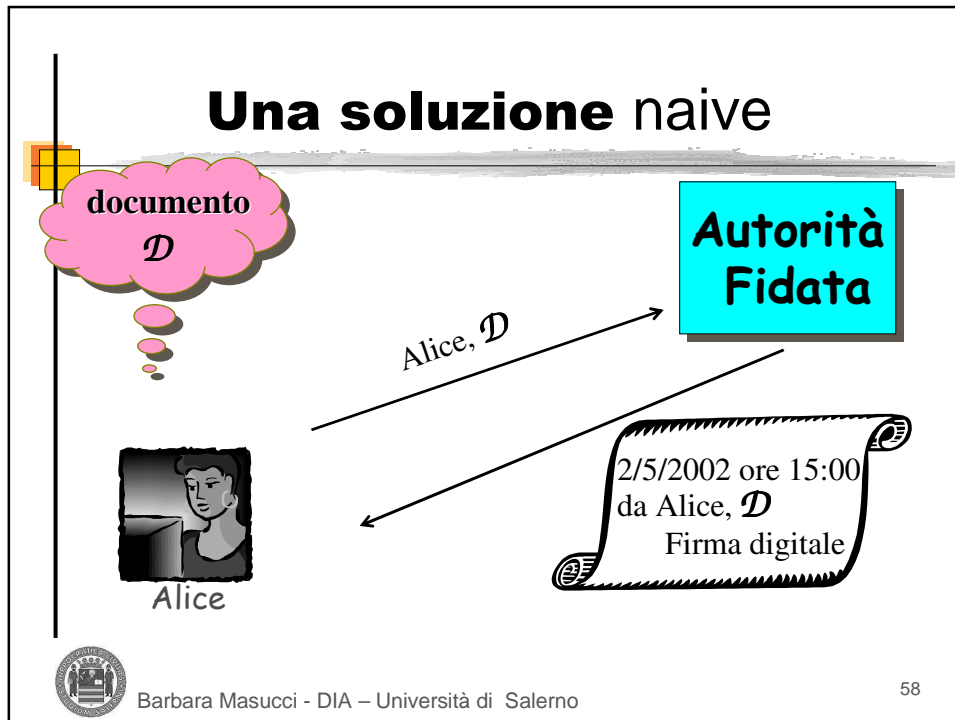 Una soluzione naive
documento
D
Autorità
Fidata
Alice, D
2/5/2002 ore 15:00
da Alice, D
Firma digitale
Alice
Barbara Masucci - DIA – Università di Salerno
58